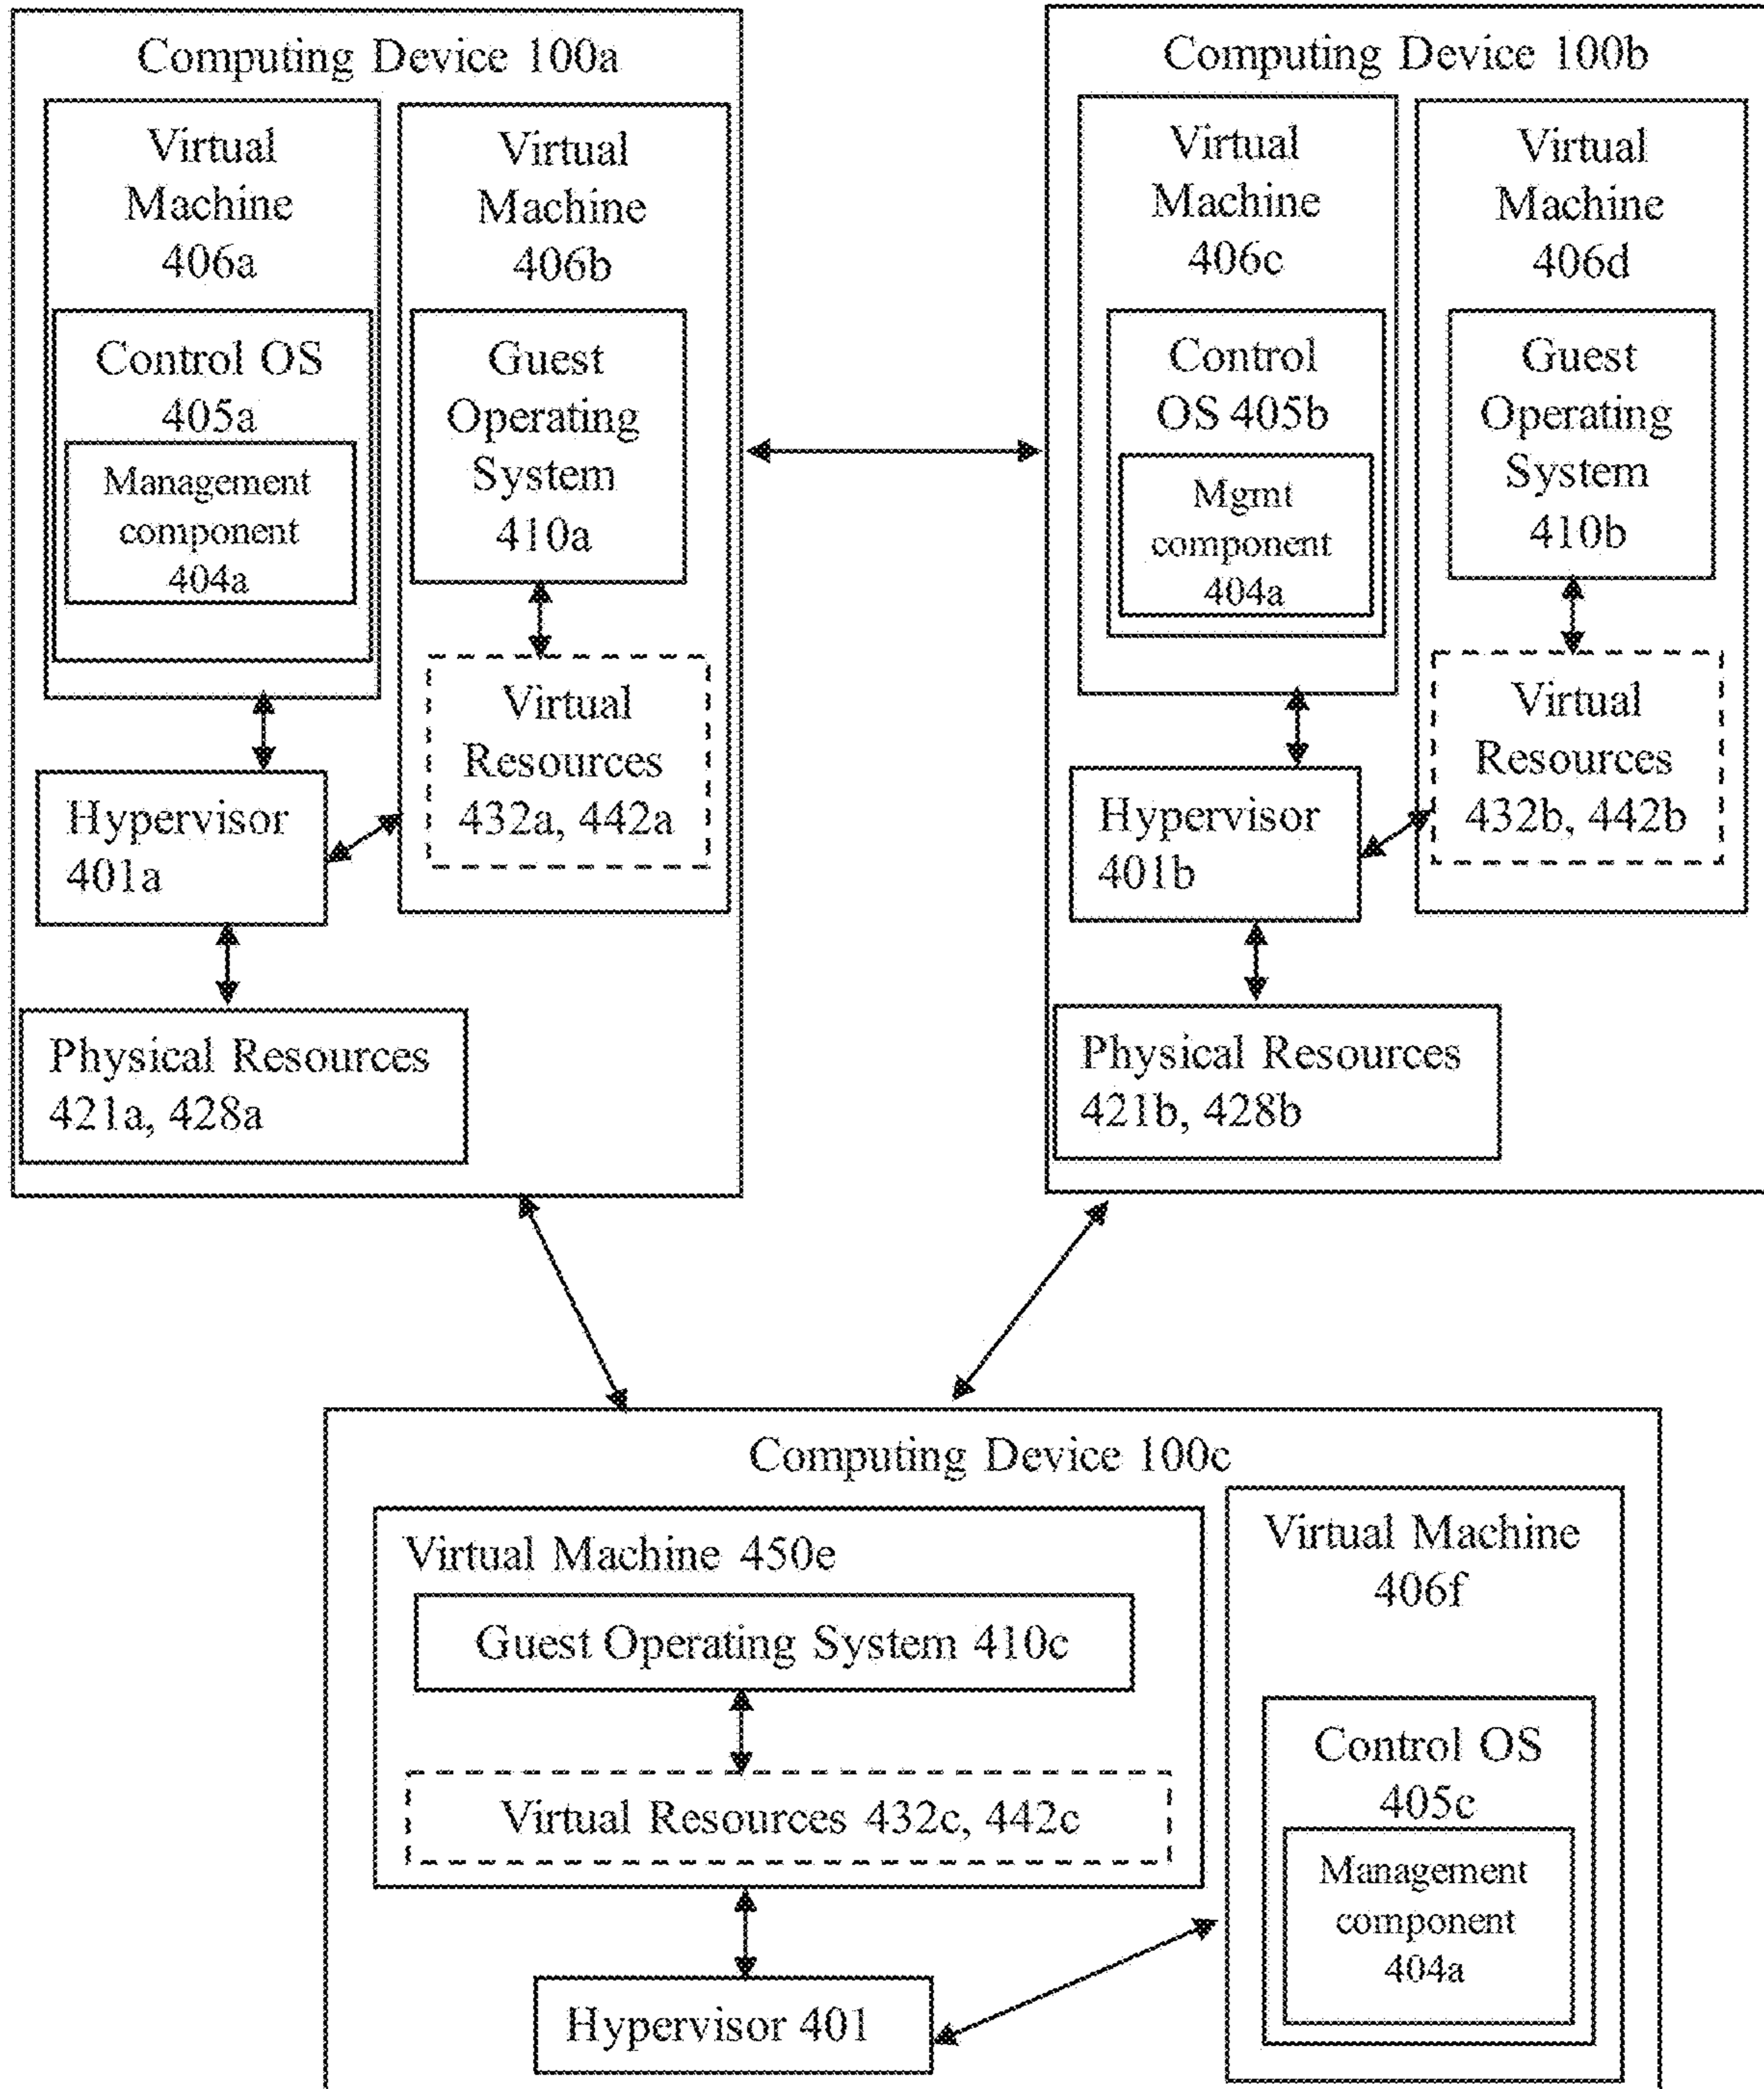 Computing Device 100a
Virtual
Machine
406a
Control OS
405a
Management
component
404a
Virtual
Machine
406b
Guest
Operating
System
410a
Virtual
Resources
432a, 442a
Hypervisor
401a
Physical Resources
421a, 428a
Computing Device 100b
Virtual
Machine
406c
Control
OS 405b
Mgmt
component
404a
Virtual
Machine
406d
Guest
Operating
System
410b
Virtual
Resources
432b, 442b
Hypervisor
401b
Physical Resources
421b, 428b
Computing Device 100c
Virtual Machine 450e
Guest Operating System 410c
Virtual Resources 432c, 442c
Hypervisor 401
Virtual Machine
406f
Control OS
405c
Management
component
404a